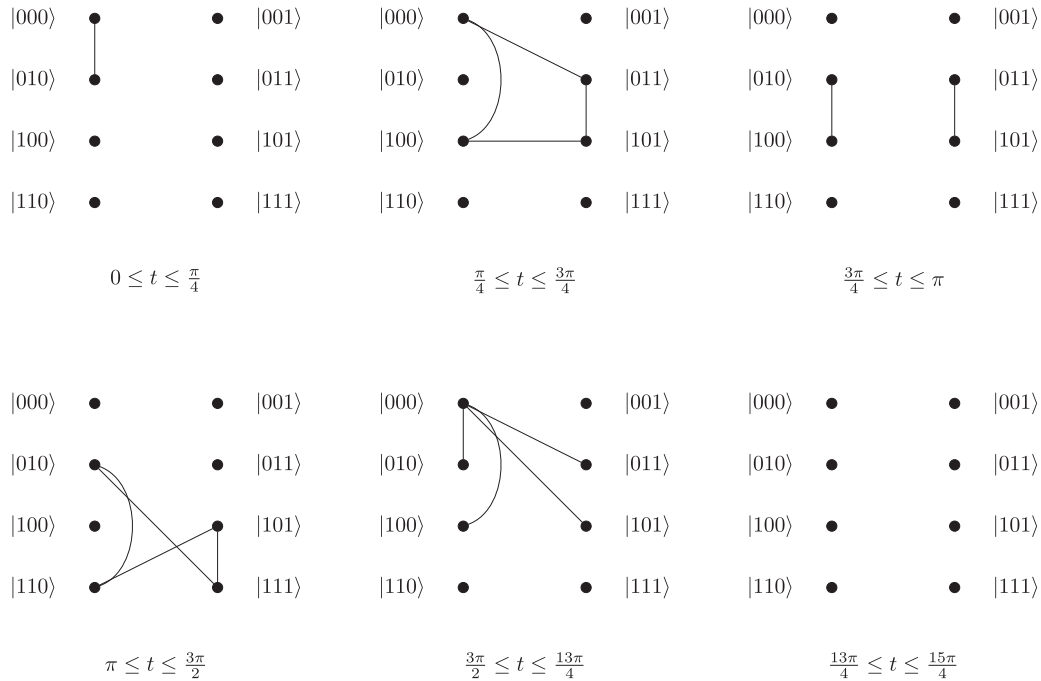 |000⟩ |001⟩ |000⟩ |001⟩ |000⟩ |001⟩
|010⟩ |011⟩ |010⟩ |011⟩ |010⟩ |011⟩
|100⟩ |101⟩ |100⟩ |101⟩ |100⟩ |101⟩
|110⟩ |111⟩ |110⟩ |111⟩ |110⟩ |111⟩
0 ≤ t ≤ π/4 π/4 ≤ t ≤ 3π/4 3π/4 ≤ t ≤ π
|000⟩ |001⟩ |000⟩ |001⟩ |000⟩ |001⟩
|010⟩ |011⟩ |010⟩ |011⟩ |010⟩ |011⟩
|100⟩ |101⟩ |100⟩ |101⟩ |100⟩ |101⟩
|110⟩ |111⟩ |110⟩ |111⟩ |110⟩ |111⟩
π ≤ t ≤ 3π/2 3π/2 ≤ t ≤ 13π/4 13π/4 ≤ t ≤ 15π/4